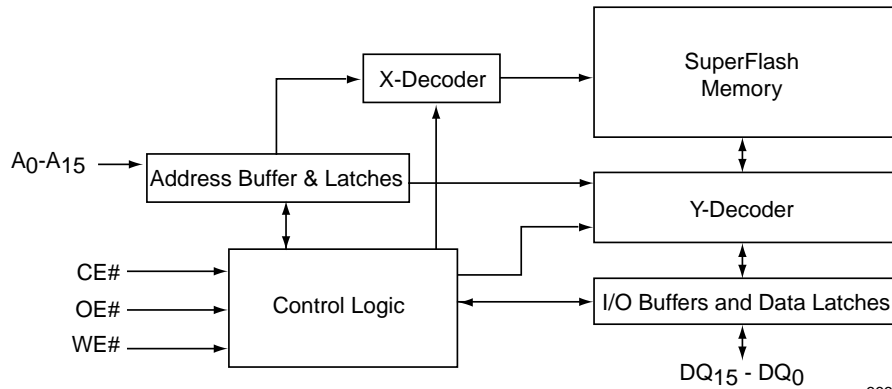 SuperFlash
Memory
X-Decoder
A0-A15
Address Buffer & Latches
Y-Decoder
CE#
OE#
WE#
Control Logic
I/O Buffers and Data Latches
DQ15 - DQ0